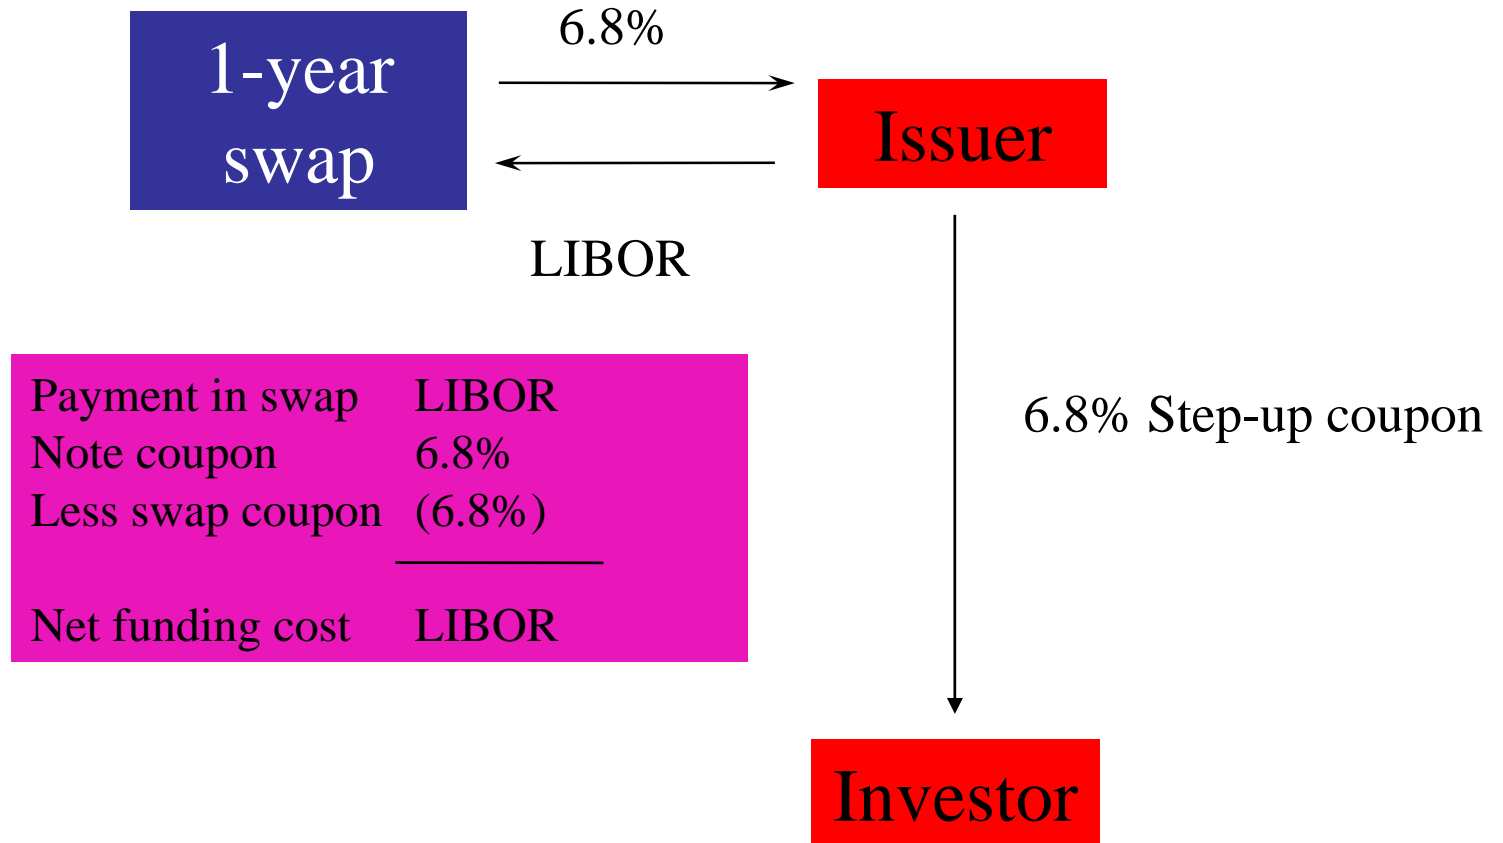 6.8%
1-year
swap
Issuer
LIBOR
Payment in swap LIBOR
Note coupon 6.8%
Less swap coupon (6.8%)
Net funding cost LIBOR
6.8% Step-up coupon
Investor